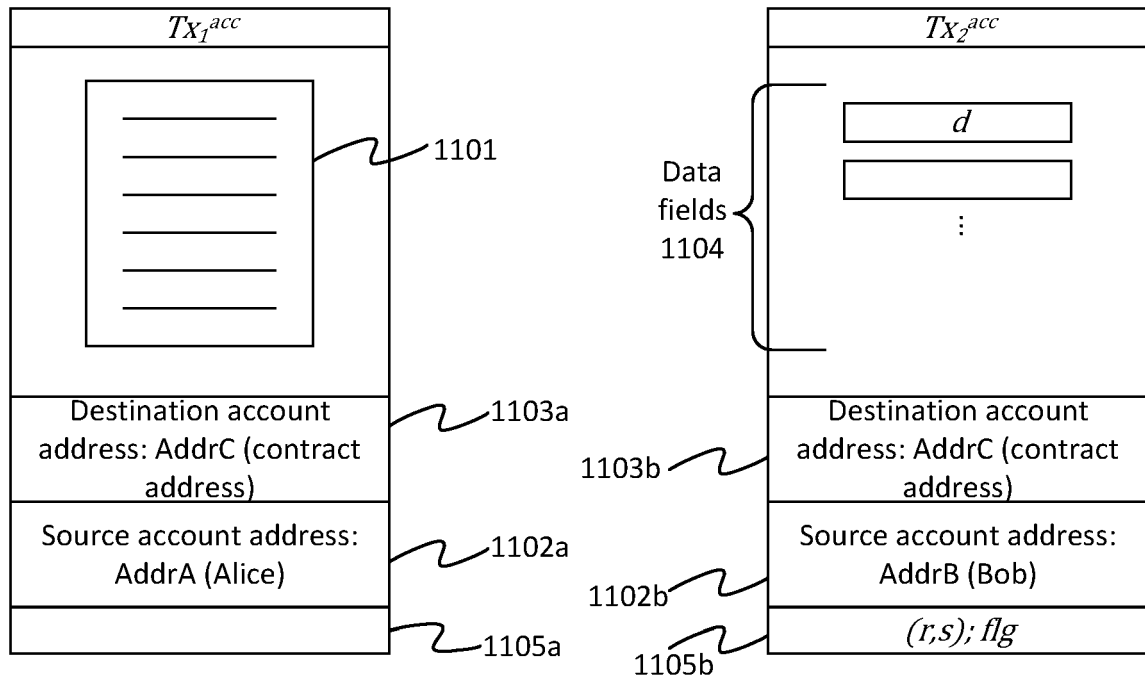 Tx₁ᵃᶜᶜ
1101
Destination account
address: AddrC (contract
address)
1103a
Source account address:
AddrA (Alice)
1102a
1105a
Tx₂ᵃᶜᶜ
d
⋮
Data
fields
1104
Destination account
address: AddrC (contract
address)
1103b
Source account address:
AddrB (Bob)
1102b
(r,s); flg
1105b